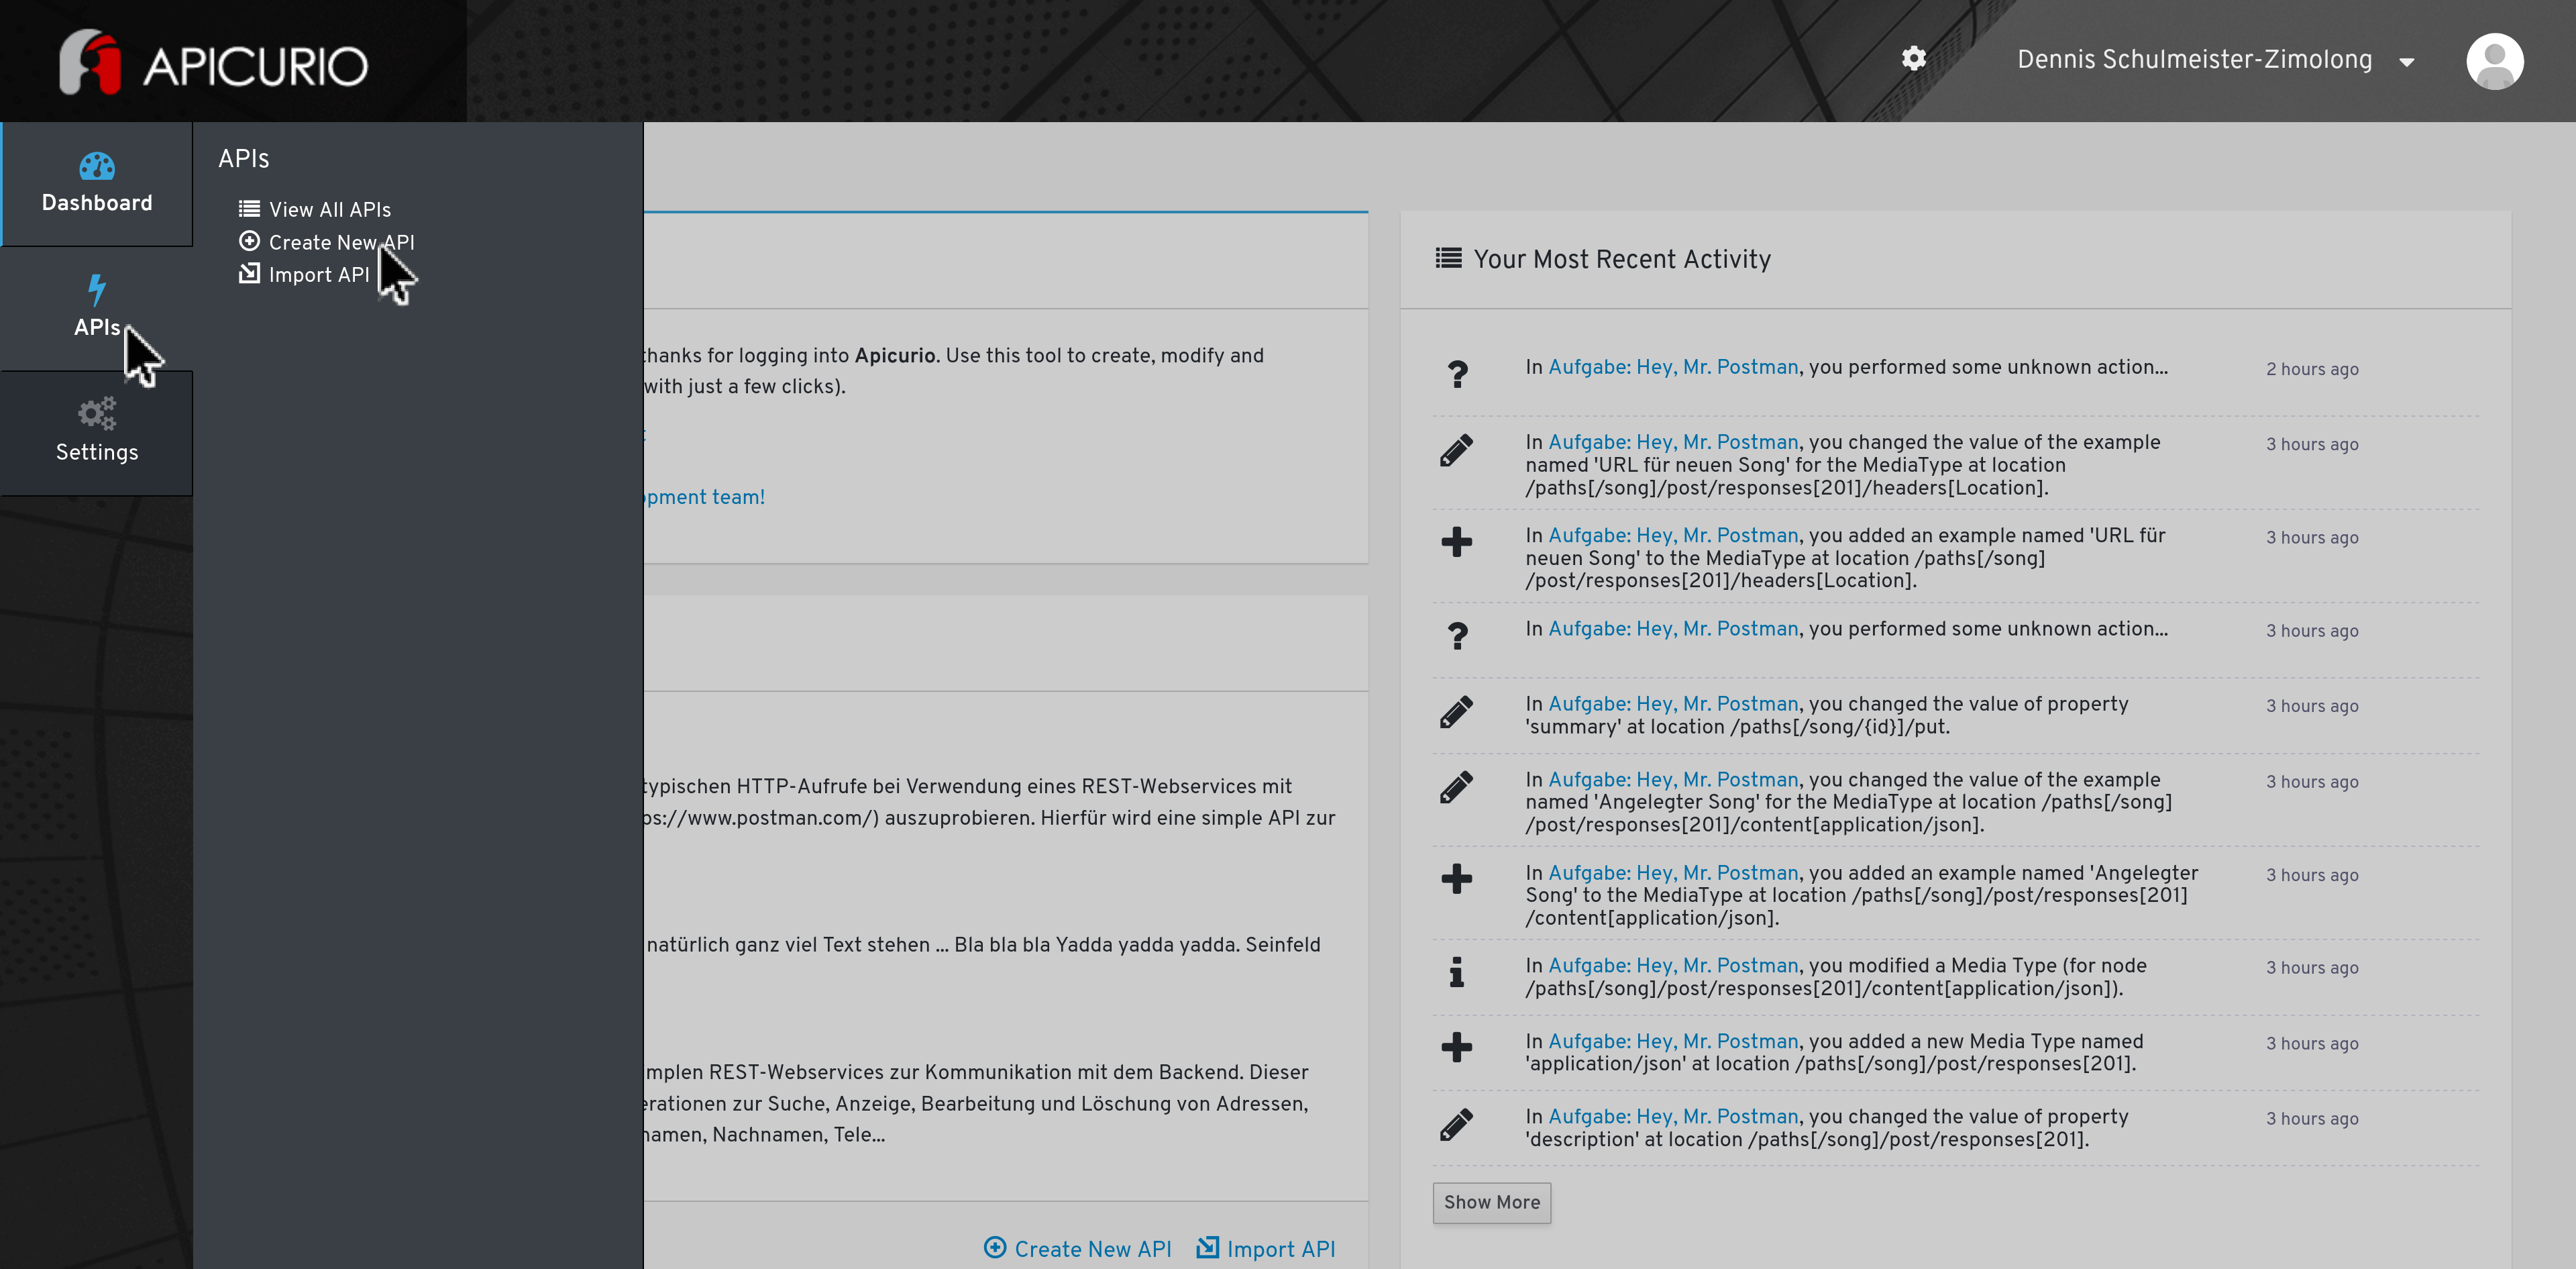 APICURIO
Dennis Schulmeister-Zimolong
Dashboard
APIs
Settings
APIs
View All APIs
Create New API
Import API
thanks for logging into Apicurio. Use this tool to create, modify and
with just a few clicks).
opment team!
typischen HTTP-Aufrufe bei Verwendung eines REST-Webservices mit
ps://www.postman.com/) auszuprobieren. Hierfür wird eine simple API zur
natürlich ganz viel Text stehen ... Bla bla bla Yadda yadda yadda. Seinfeld
mplen REST-Webservices zur Kommunikation mit dem Backend. Dieser
erationen zur Suche, Anzeige, Bearbeitung und Löschung von Adressen,
namen, Nachnamen, Tele...
Create New API Import API
Your Most Recent Activity
In Aufgabe: Hey, Mr. Postman, you performed some unknown action... 2 hours ago
In Aufgabe: Hey, Mr. Postman, you changed the value of the example 3 hours ago
named 'URL für neuen Song' for the MediaType at location
/paths[/song]/post/responses[201]/headers[Location].
In Aufgabe: Hey, Mr. Postman, you added an example named 'URL für 3 hours ago
neuen Song' to the MediaType at location /paths[/song]
/post/responses[201]/headers[Location].
In Aufgabe: Hey, Mr. Postman, you performed some unknown action... 3 hours ago
In Aufgabe: Hey, Mr. Postman, you changed the value of property 3 hours ago
'summary' at location /paths[/song/{id}]/put.
In Aufgabe: Hey, Mr. Postman, you changed the value of the example 3 hours ago
named 'Angelegter Song' for the MediaType at location /paths[/song]
/post/responses[201]/content[application/json].
In Aufgabe: Hey, Mr. Postman, you added an example named 'Angelegter 3 hours ago
Song' to the MediaType at location /paths[/song]/post/responses[201]
/content[application/json].
In Aufgabe: Hey, Mr. Postman, you modified a Media Type (for node 3 hours ago
/paths[/song]/post/responses[201]/content[application/json]).
In Aufgabe: Hey, Mr. Postman, you added a new Media Type named 3 hours ago
'application/json' at location /paths[/song]/post/responses[201].
In Aufgabe: Hey, Mr. Postman, you changed the value of property 3 hours ago
'description' at location /paths[/song]/post/responses[201].
Show More